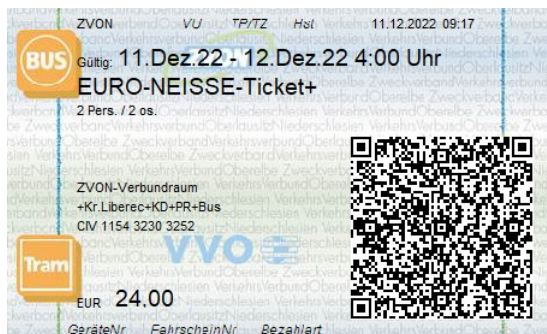 ZVON VU TP/TZ Hst 11.12.2022 09:17
BUS
Gültig: 11.Dez.22 - 12.Dez.22 4:00 Uhr
ZVON
EURO-NEISSE-Ticket+
2 Pers. / 2 os.
ZVON-Verbundraum
+Kr.Liberec+KD+PR+Bus
CIV 1154 3230 3252
VVO
Tram
EUR 24.00
GeräteNr FahrscheinNr Bezahlart